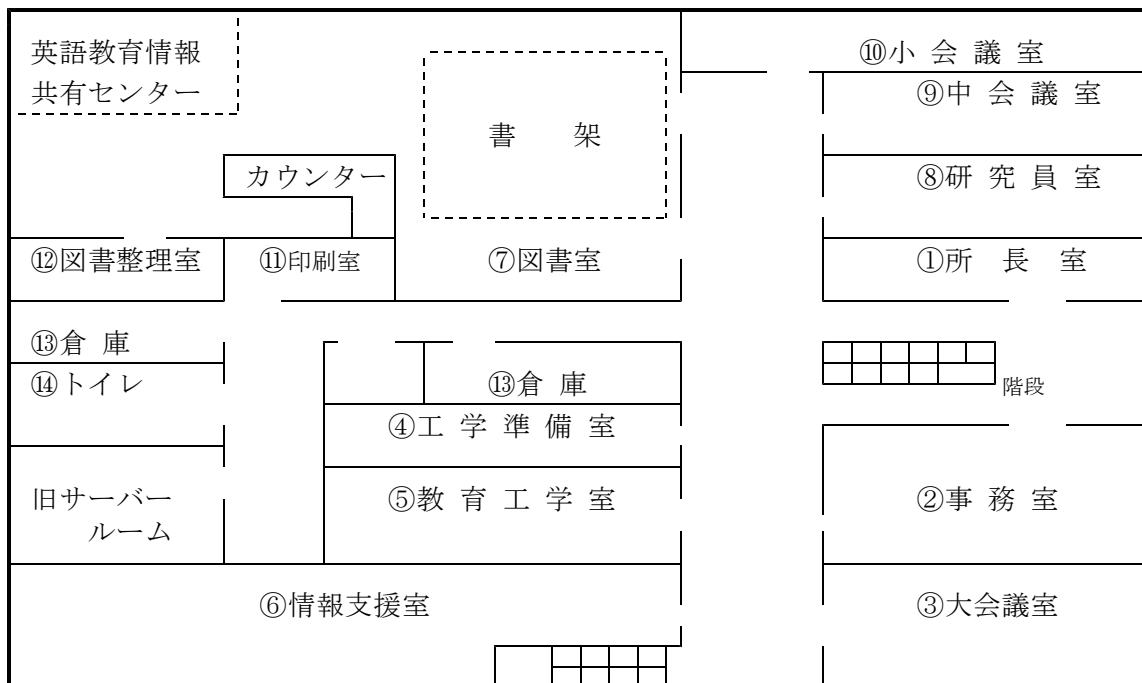 英語教育情報
共有センター
書 架
カウンター
⑩小 会 議 室
⑨中 会 議 室
⑧研 究 員 室
⑫図書整理室
⑪印刷室
⑦図書室
①所 長 室
⑬倉 庫
⑭トイレ
⑬倉 庫
階段
④工 学 準 備 室
旧サーバー
ルーム
⑤教 育 工 学 室
②事 務 室
⑥情報支援室
③大会議室